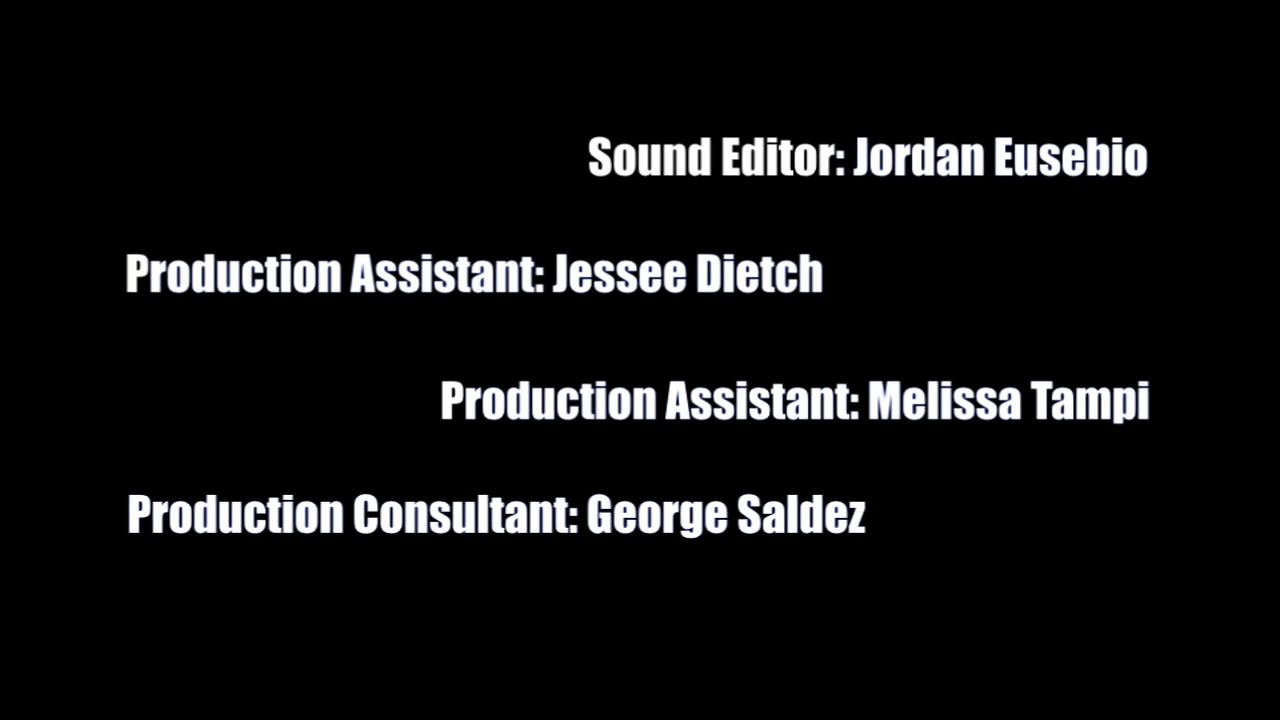 Sound Editor: Jordan Eusebio
Production Assistant: Jessee Dietch
Production Assistant: Melissa Tampi
Production Consultant: George Saldez